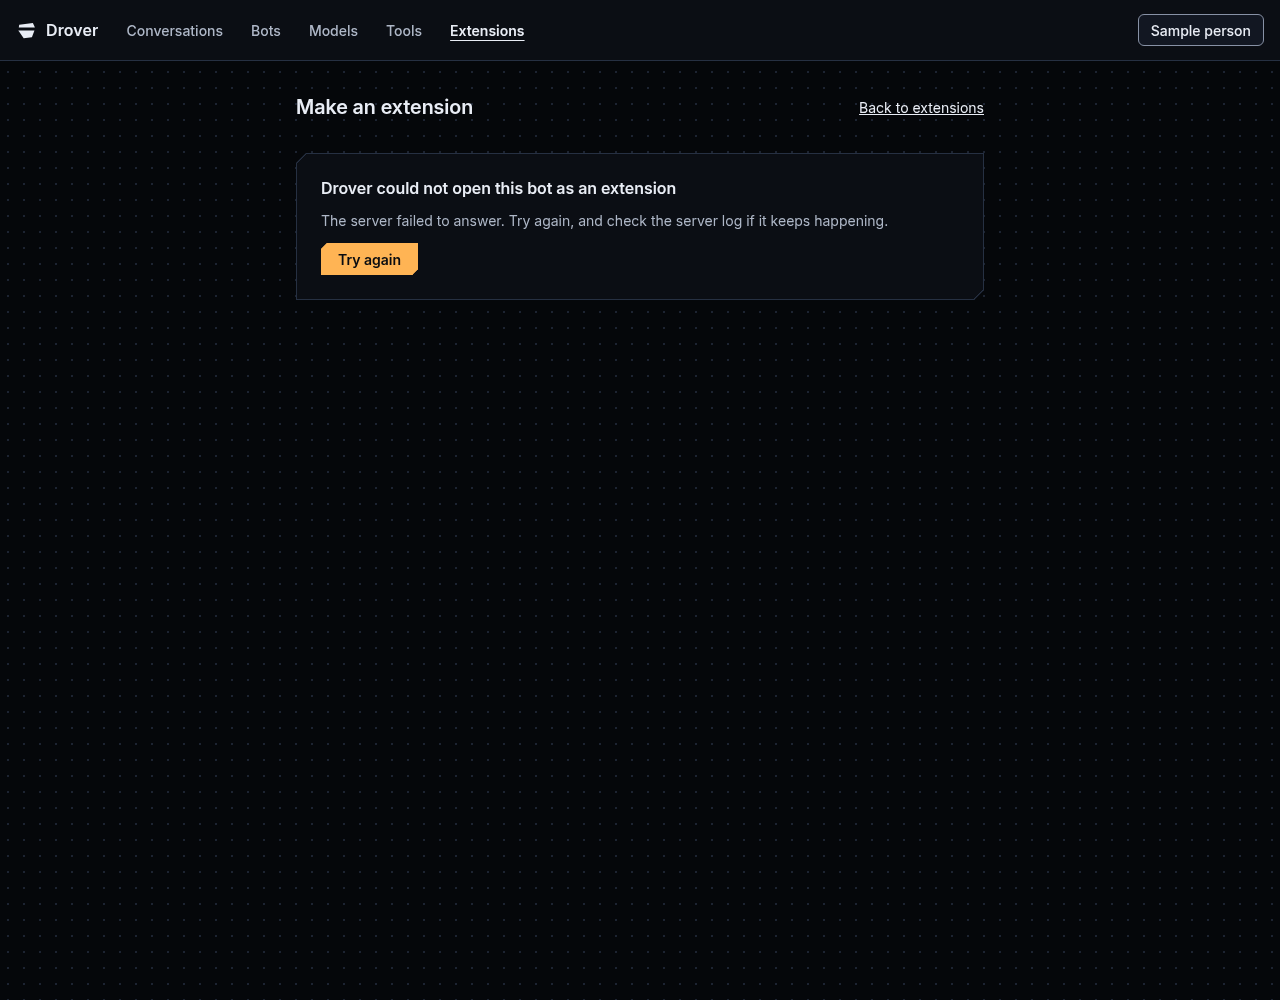 Drover
Conversations
Bots
Models
Tools
Extensions
Sample person
Make an extension
Back to extensions
Drover could not open this bot as an extension
The server failed to answer. Try again, and check the server log if it keeps happening.
Try again